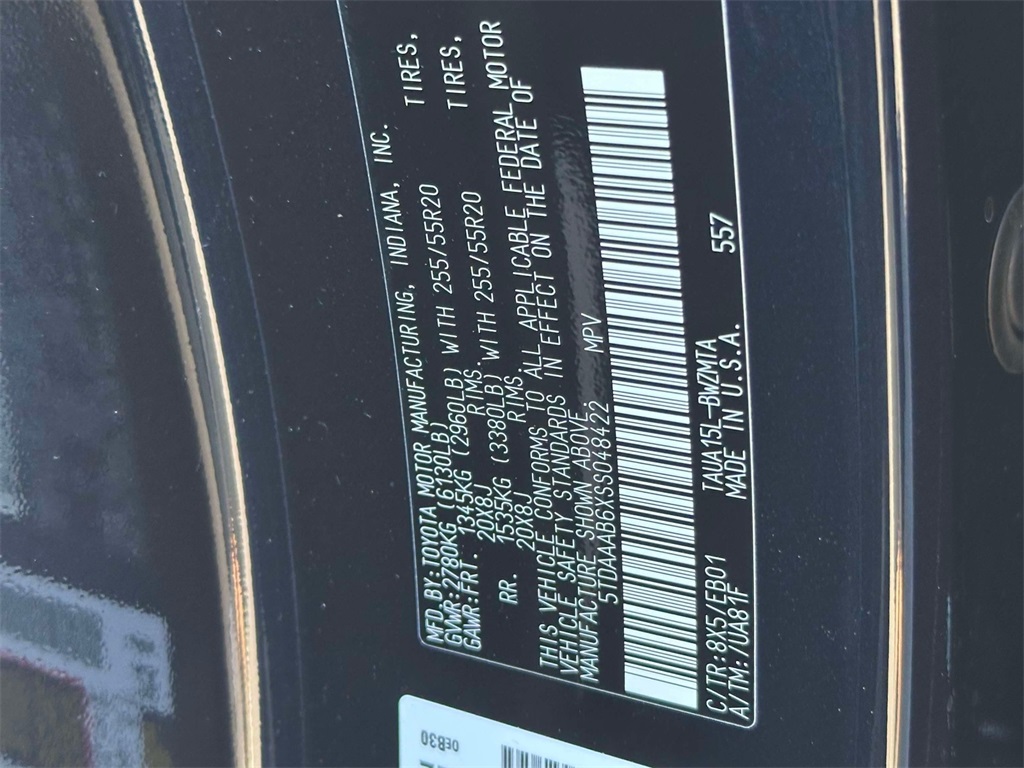 MFD.BY:TOYOTA MOTOR MANUFACTURING, INDIANA, INC.
GVWR:2780KG (6130LB)
GAWR:FRT. 1345KG (2960LB) WITH 255/55R20 TIRES,
20X8J RIMS.
RR. 1535KG (3380LB) WITH 255/55R20 TIRES,
20X8J RIMS
THIS VEHICLE CONFORMS TO ALL APPLICABLE FEDERAL MOTOR
VEHICLE SAFETY STANDARDS IN EFFECT ON THE DATE OF
MANUFACTURE SHOWN ABOVE.
5TDAAAB6XSS048422 MPV
C/TR:8X5/EB01 TAUA15L-BWZMTA 557
A/TM:/UA81F MADE IN U.S.A.
0EB30